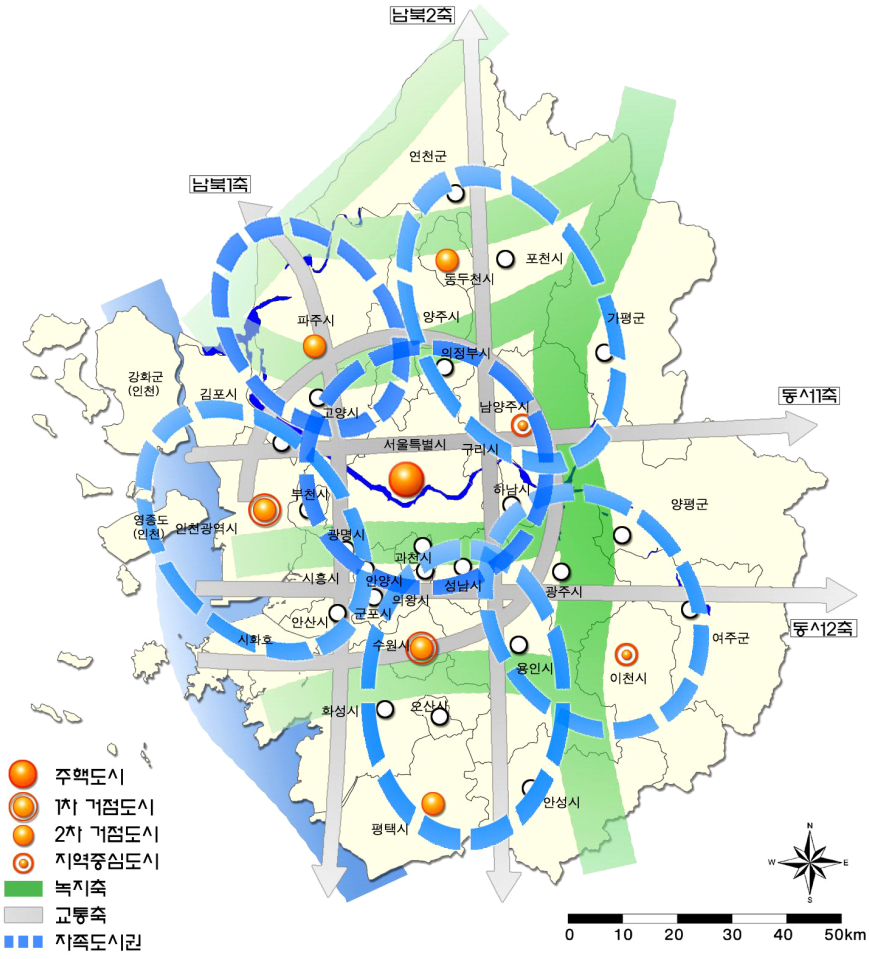 남북2축
연천군
남북1축
포천시
동두천시
양주시
가평군
파주시
의정부시
강화군
(인천)
김포시
동서1축
고양시
남양주시
서울특별시
구리시
부천시
하남시
양평군
영종도
(인천)
인천광역시
광명시
과천시
시흥시
안양시
성남시
광주시
의왕시
군포시
안산시
동서2축
시화호
수원시
여주군
용인시
이천시
화성시
오산시
안성시
평택시
주핵도시
1차 거점도시
2차 거점도시
지역중심도시
녹지축
교통축
자족도시권
N
W
E
S
0 10 20 30 40 50km